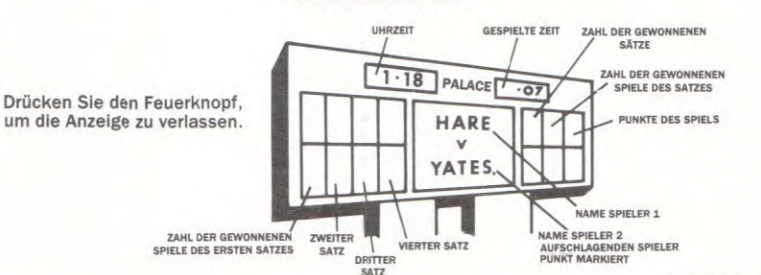 UHRZEIT
GESPIELTE ZEIT
ZAHL DER GEWONNENEN
SÄTZE
ZAHL DER GEWONNENEN
SPIELE DES SATZES
PUNKTE DES SPIELS
Drücken Sie den Feuerknopf,
um die Anzeige zu verlassen.
1·18 PALACE ·07
HARE
V
YATES.
NAME SPIELER 1
NAME SPIELER 2
AUFSCHLAGENDEN SPIELER
PUNKT MARKIERT
ZAHL DER GEWONNENEN
SPIELE DES ERSTEN SATZES
ZWEITER
SATZ
DRITTER
SATZ
VIERTER SATZ